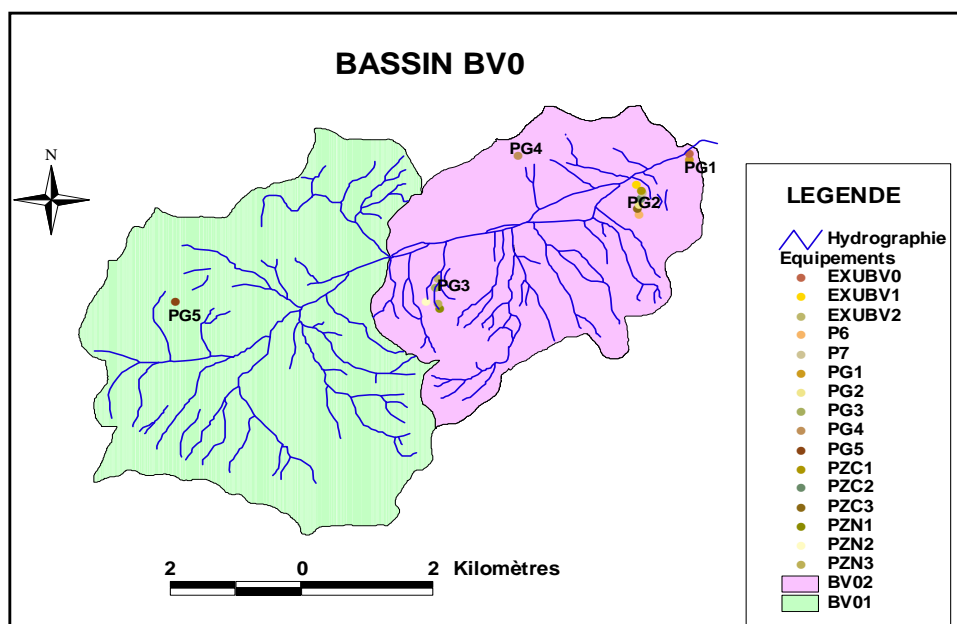 BASSIN BV0
N
PG4
PG1
PG2
PG3
PG5
2 0 2 Kilomètres
LEGENDE
Hydrographie
Equipements
EXUBV0
EXUBV1
EXUBV2
P6
P7
PG1
PG2
PG3
PG4
PG5
PZC1
PZC2
PZC3
PZN1
PZN2
PZN3
BV02
BV01